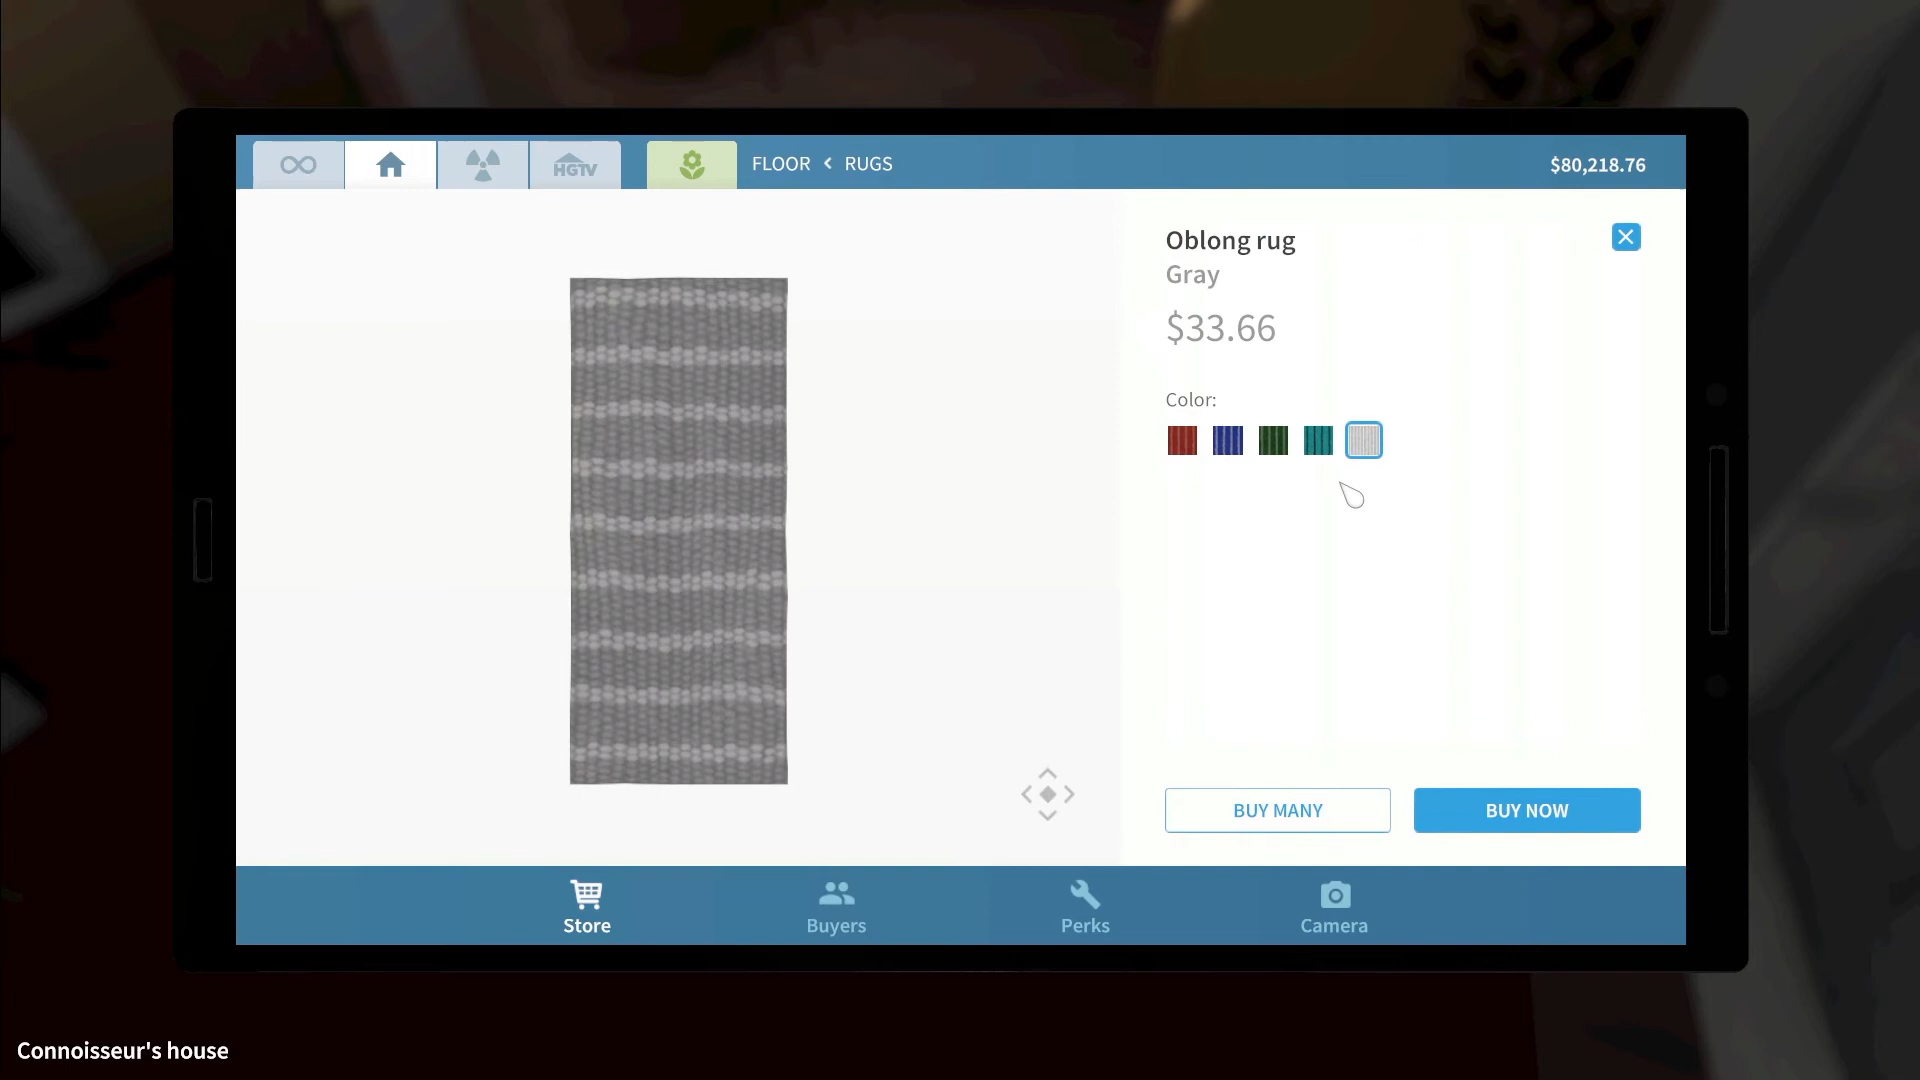 HGTV
FLOOR < RUGS
$80,218.76
Oblong rug
Gray
$33.66
Color:
BUY MANY
BUY NOW
Store
Buyers
Perks
Camera
Connoisseur's house